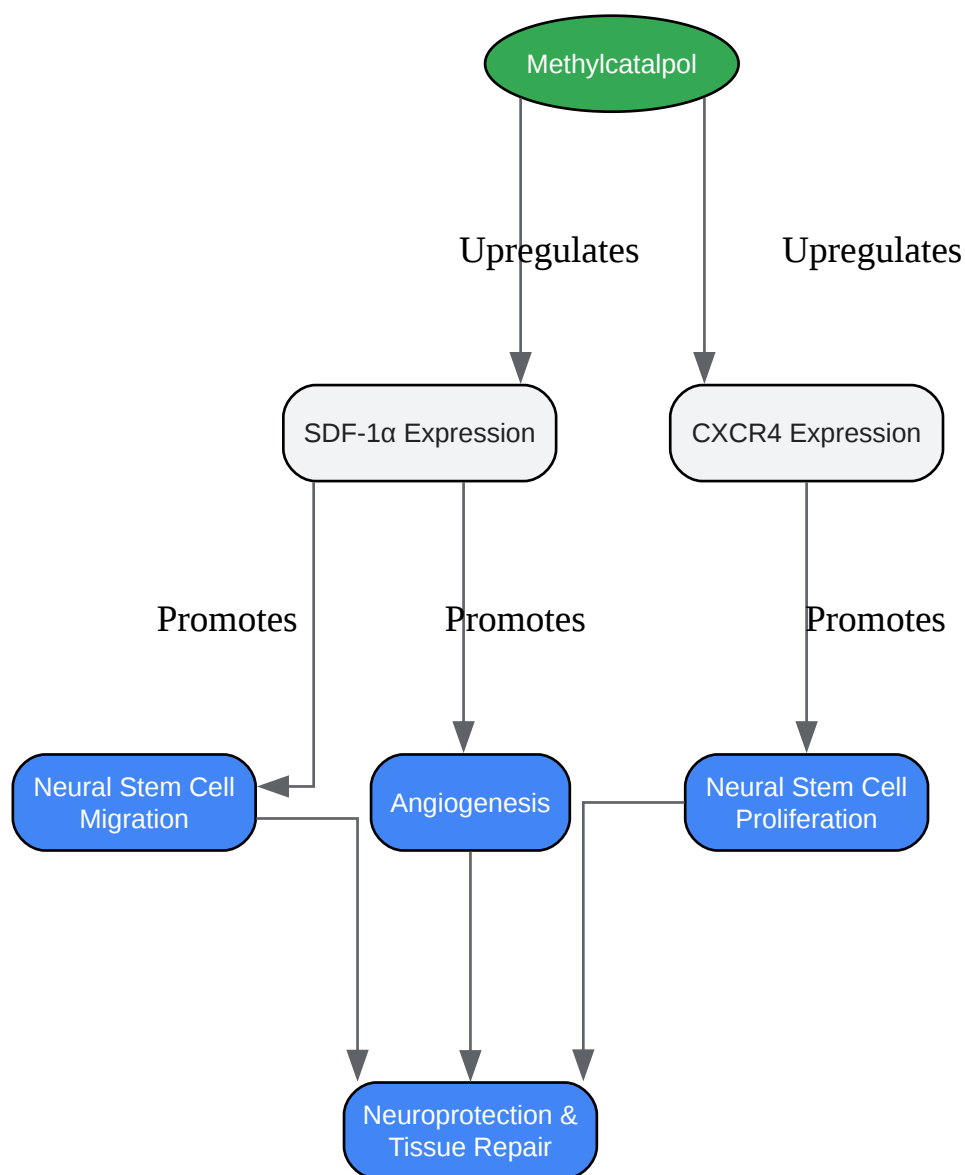 Methylcatalpol
Upregulates
Upregulates
SDF-1α Expression
CXCR4 Expression
Promotes
Promotes
Promotes
Neural Stem Cell
Migration
Angiogenesis
Neural Stem Cell
Proliferation
Neuroprotection &
Tissue Repair